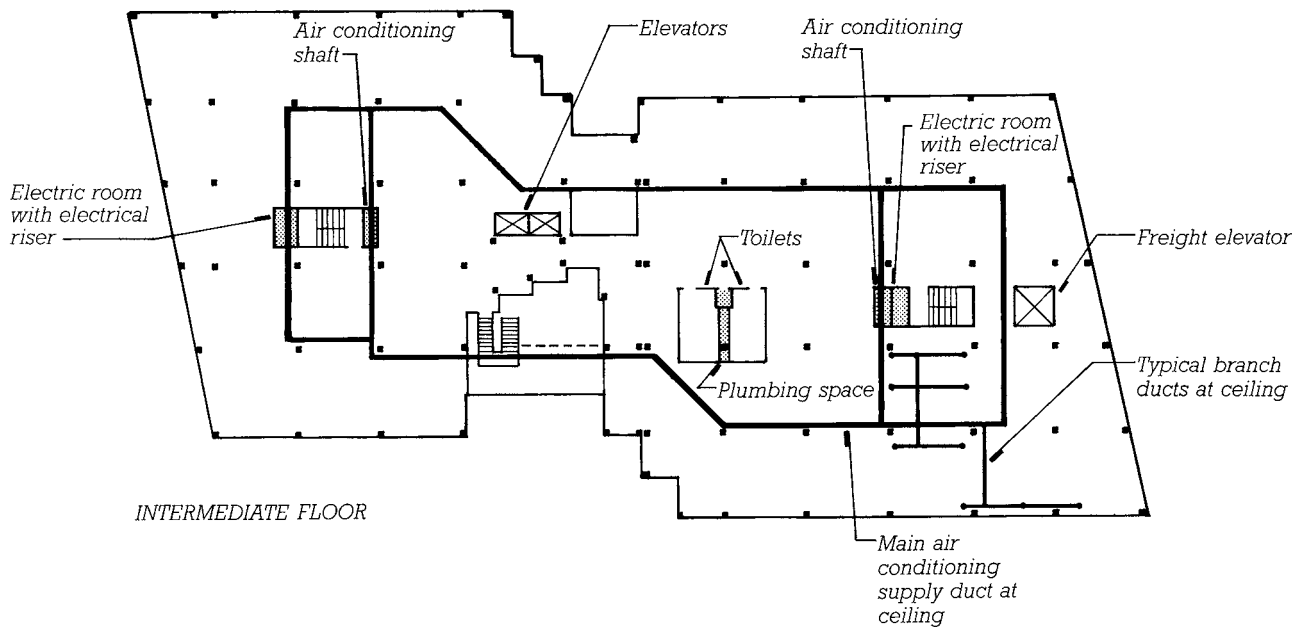 Air conditioning
shaft
Elevators
Air conditioning
shaft
Electric room
with electrical
riser
Electric room
with electrical
riser
Toilets
Freight elevator
Plumbing space
Typical branch
ducts at ceiling
INTERMEDIATE FLOOR
Main air
conditioning
supply duct at
ceiling